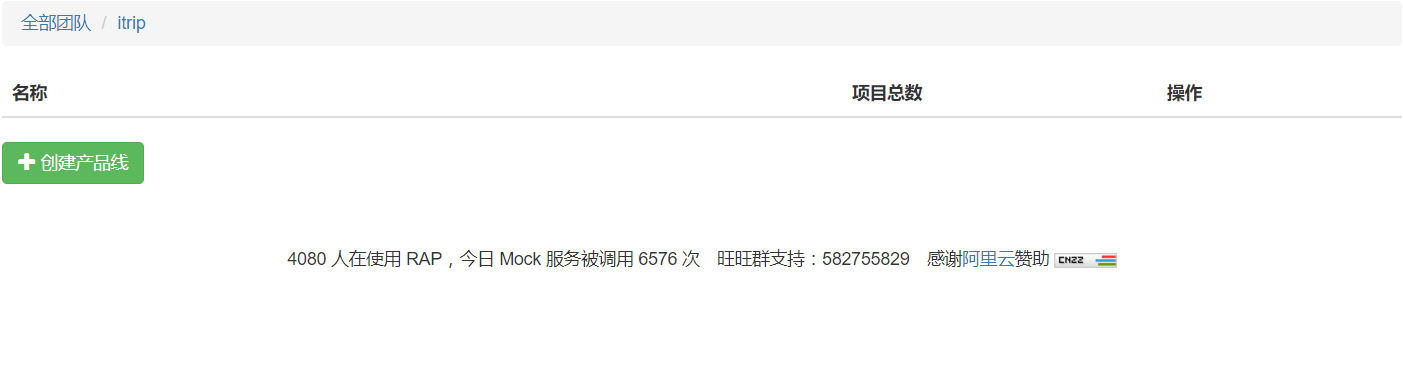 全部团队 / itrip
名称 项目总数 操作
创建产品线
4080 人在使用 RAP，今日 Mock 服务被调用 6576 次 旺旺群支持：582755829 感谢阿里云赞助 CNZZ